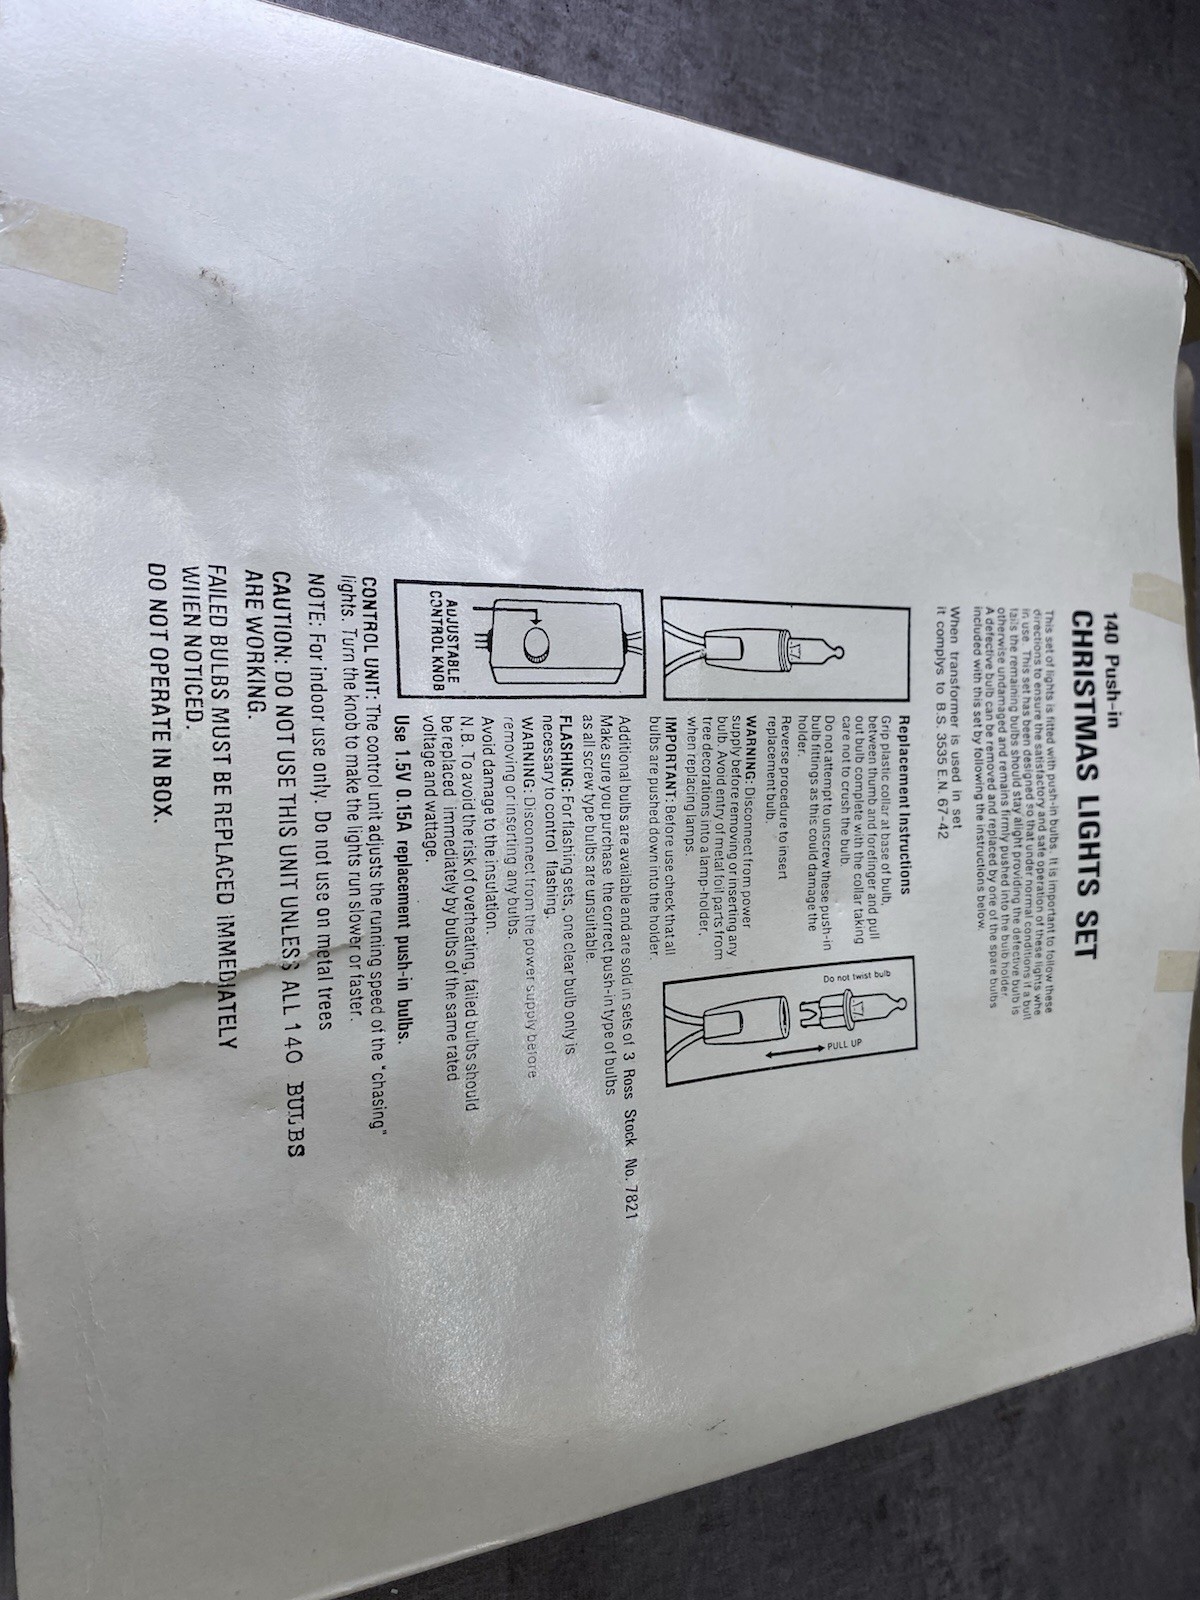 140 Push-in
CHRISTMAS LIGHTS SET
This set of lights is fitted with push-in bulbs. It is important to follow these
directions to ensure the satisfactory and safe operation of these lights whe
in use. This set has been designed so that under normal conditions if a bulb
fails the remaining bulbs should stay alight providing the defective bulb is
otherwise undamaged and remains firmly pushed into the bulb holder.
A defective bulb can be removed and replaced by one of the spare bulbs
included with this set by following the instructions below.
When transformer is used in set
it complys to B.S. 3535 E.N. 67-42
Replacement Instructions
Grip plastic collar at base of bulb,
between thumb and forefinger and pull
out bulb complete with the collar taking
care not to crush the bulb.
Do not attempt to unscrew these push-in
bulb fittings as this could damage the
holder.
Reverse procedure to insert
replacement bulb.
WARNING: Disconnect from power
supply before removing or inserting any
bulb. Avoid entry of metal foil parts from
tree decorations into a lamp-holder,
when replacing lamps.
IMPORTANT: Before use check that all
bulbs are pushed down into the holder.
Do not twist bulb
PULL UP
Additional bulbs are available and are sold in sets of 3 Ross Stock No. 7821
Make sure you purchase the correct push-in type of bulbs
as all screw type bulbs are unsuitable.
FLASHING: For flashing sets, one clear bulb only is
necessary to control flashing.
WARNING: Disconnect from the power supply before
removing or inserting any bulbs.
Avoid damage to the insulation.
N.B. To avoid the risk of overheating, failed bulbs should
be replaced immediately by bulbs of the same rated
voltage and wattage.
Use 1.5V 0.15A replacement push-in bulbs.
ADJUSTABLE
CONTROL KNOB
CONTROL UNIT: The control unit adjusts the running speed of the "chasing"
lights. Turn the knob to make the lights run slower or faster.
NOTE: For indoor use only. Do not use on metal trees
CAUTION: DO NOT USE THIS UNIT UNLESS ALL 140 BULBS
ARE WORKING.
FAILED BULBS MUST BE REPLACED IMMEDIATELY
WHEN NOTICED.
DO NOT OPERATE IN BOX.